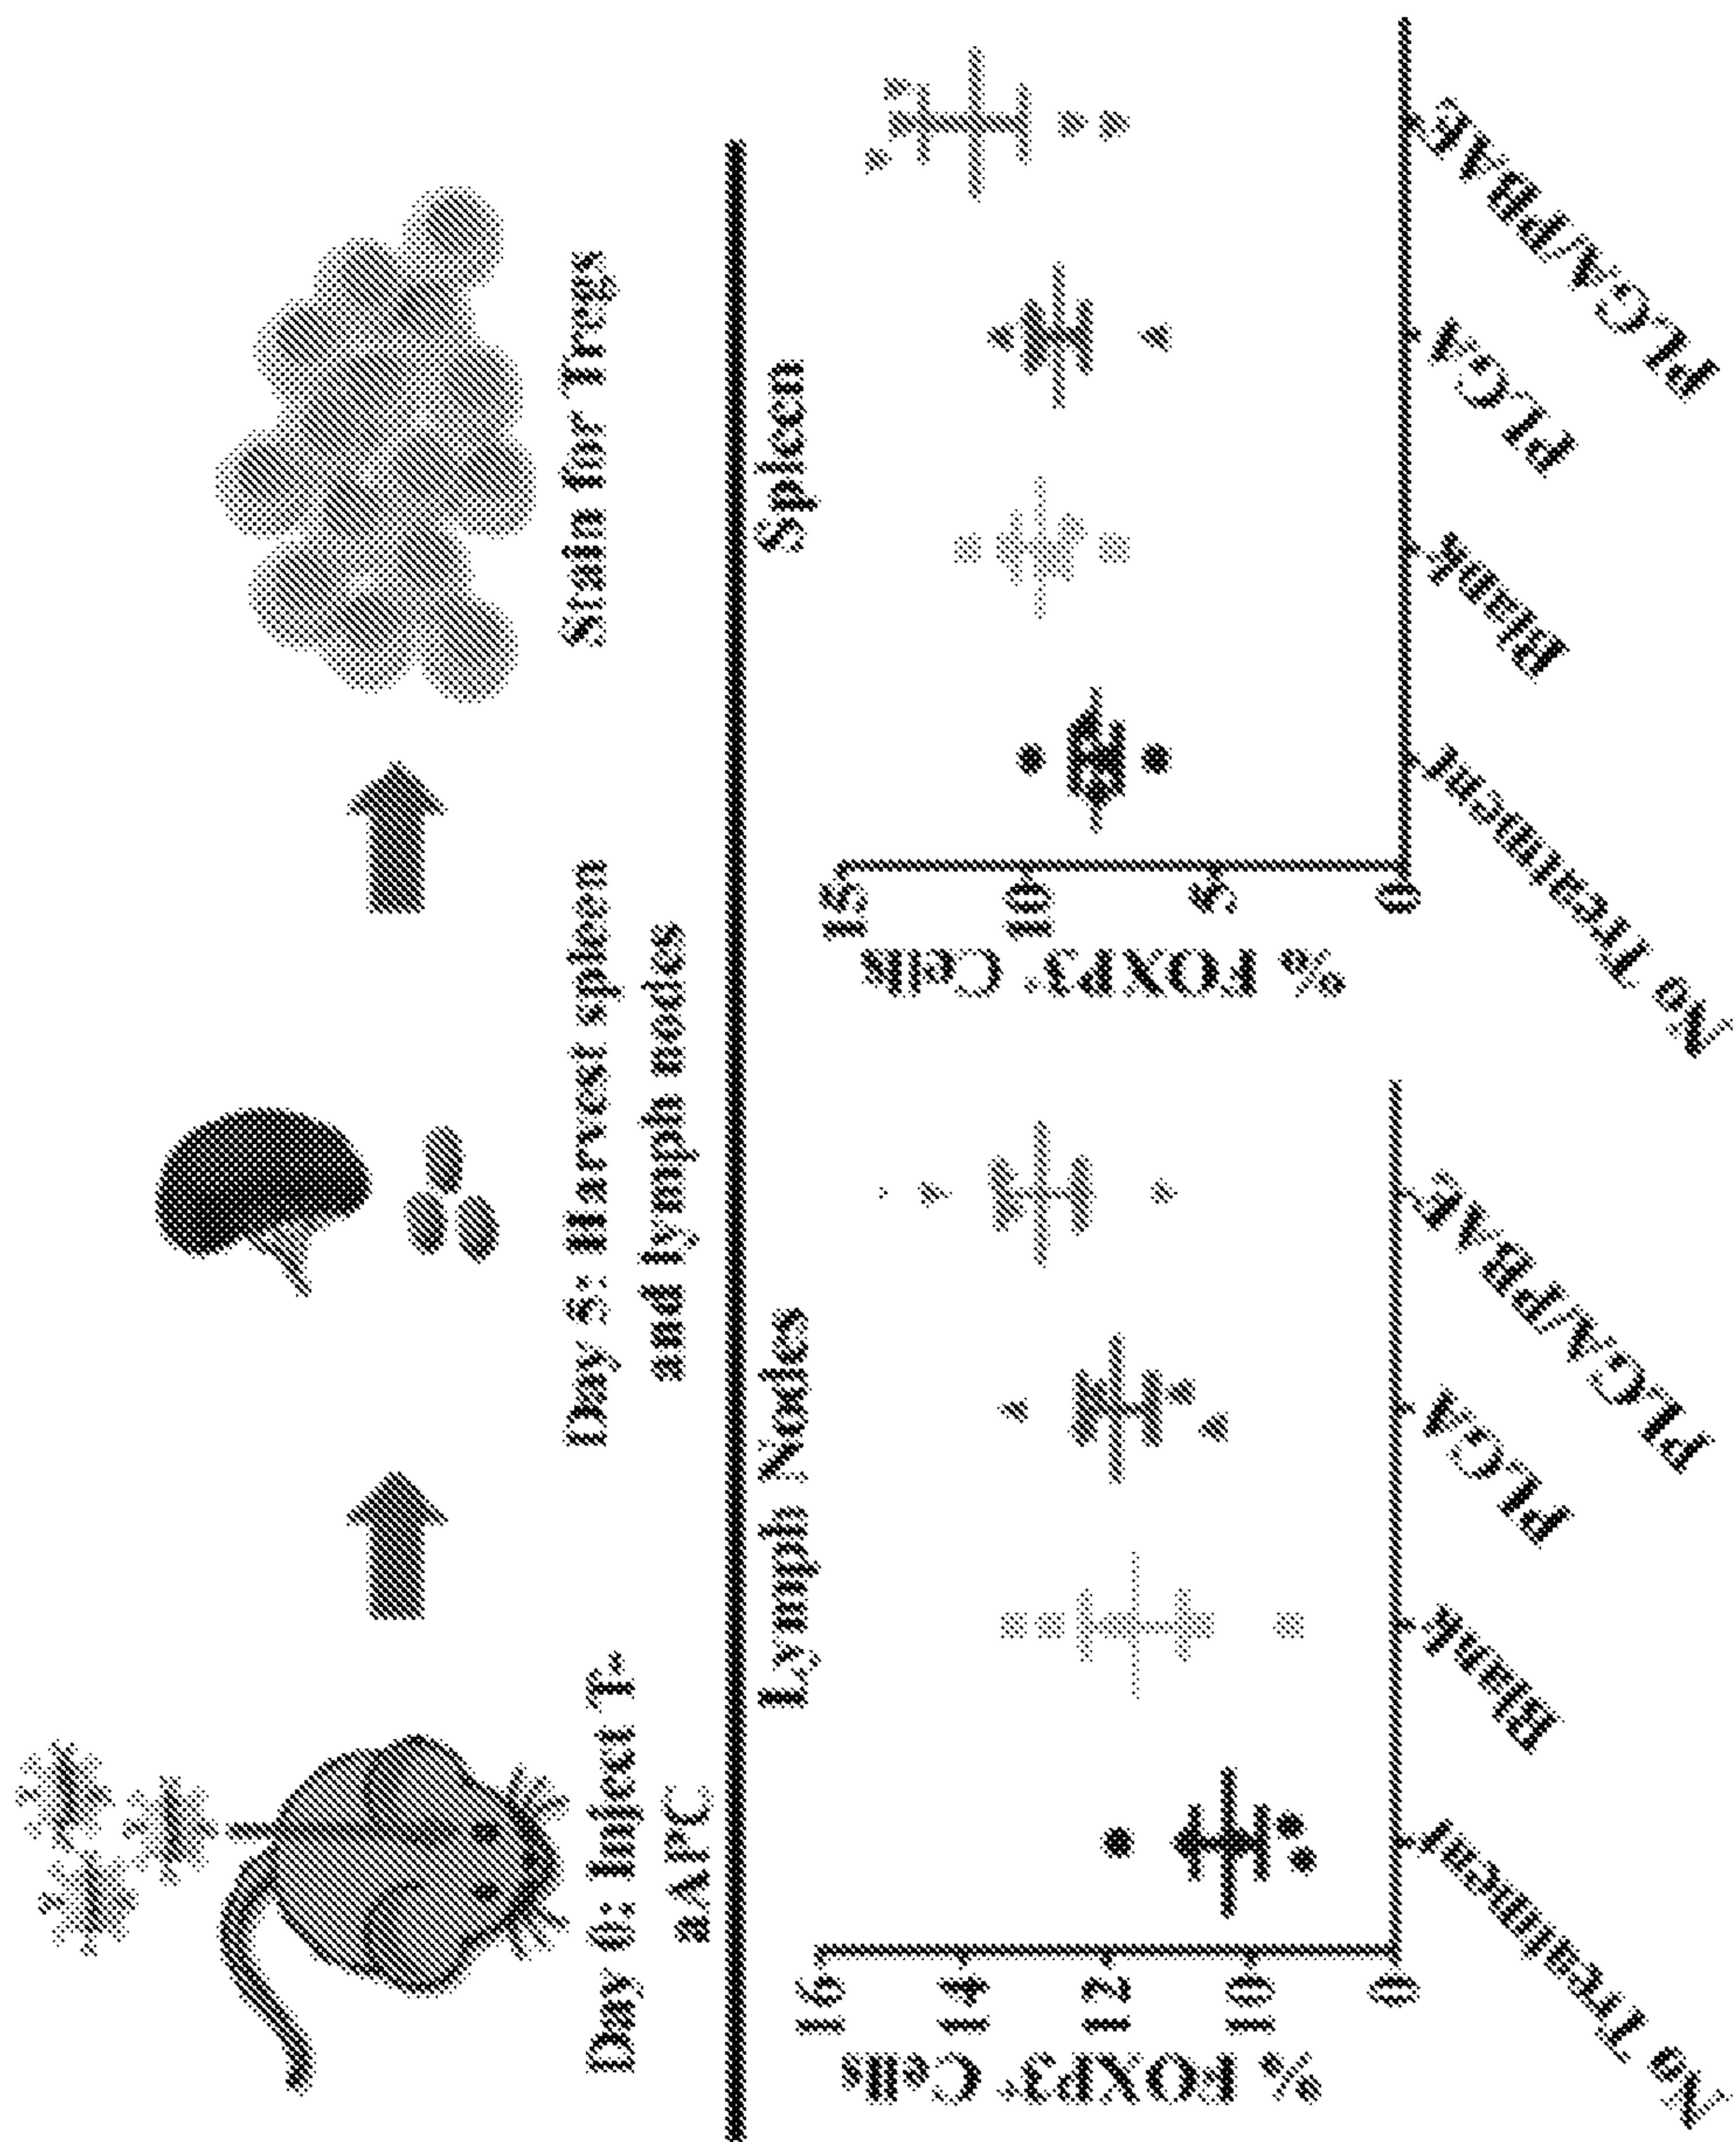 Day 0: Inject T-
aAPC
Day 5: Harvest spleen
and lymph nodes
Stain for Tregs
Lymph Nodes
% FOXP3+ Cells
16
14
12
10
0
No Treatment
Blank
PLGA
PLGA/PBAE
Spleen
% FOXP3+ Cells
15
10
5
0
No Treatment
Blank
PLGA
PLGA/PBAE